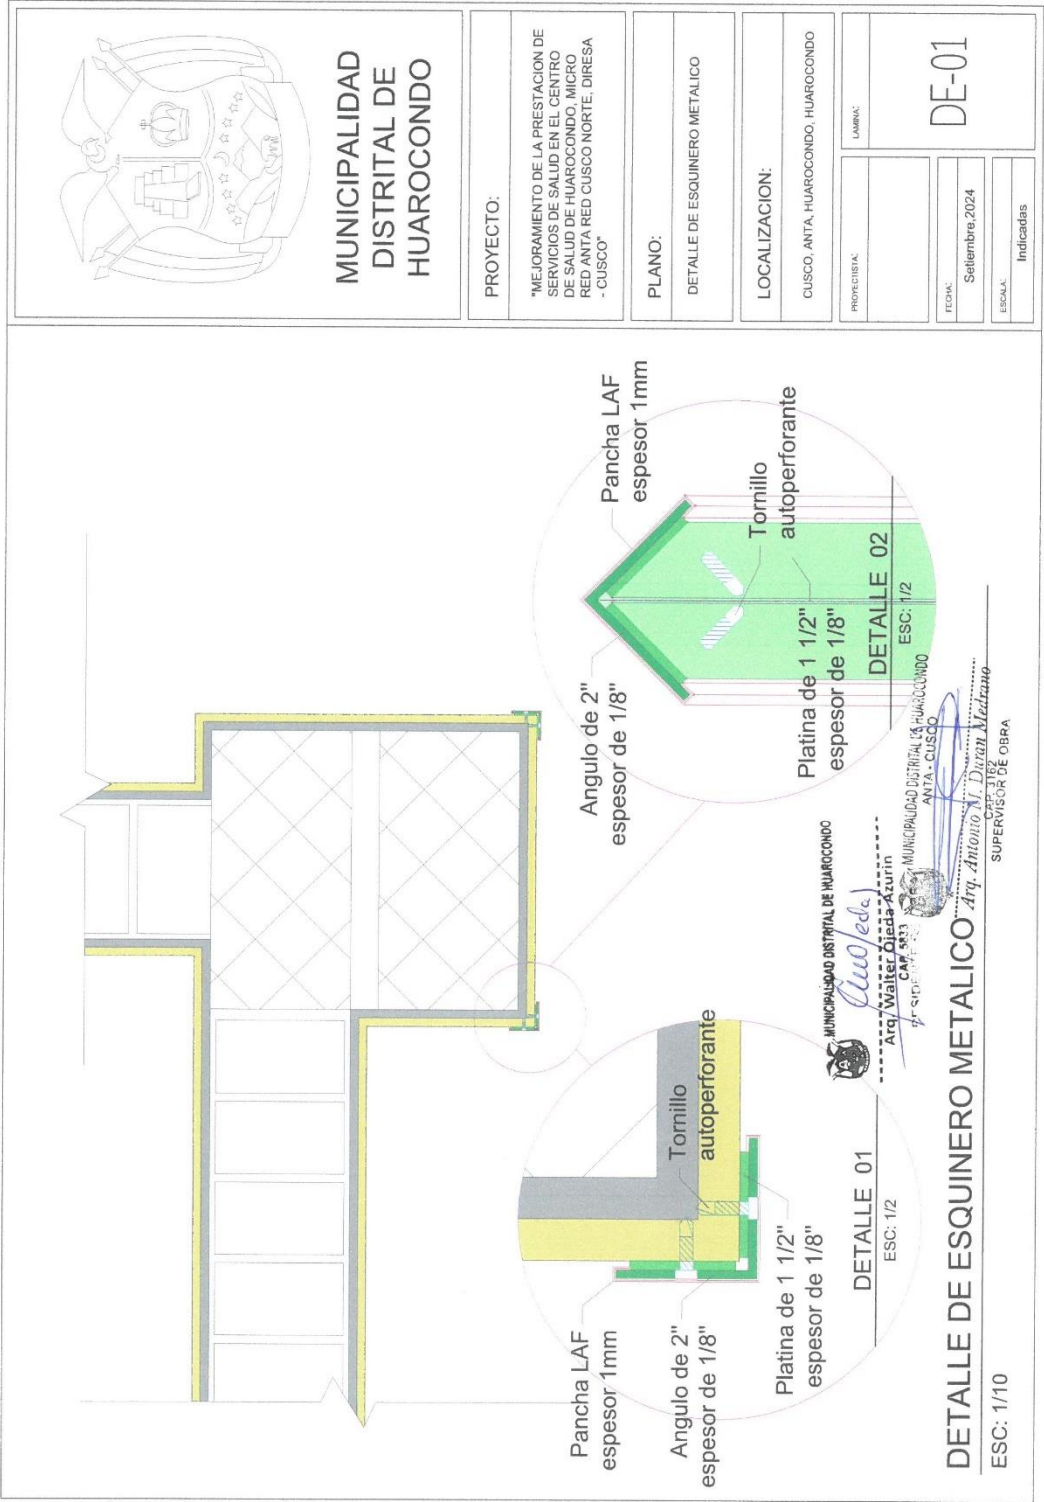 MUNICIPALIDAD
DISTRITAL DE
HUAROCONDO
PROYECTO:
"MEJORAMIENTO DE LA PRESTACION DE
SERVICIOS DE SALUD EN EL CENTRO
DE SALUD DE HUAROCONDO, MICRO
RED ANTA RED CUSCO NORTE, DIRESA
- CUSCO"
PLANO:
DETALLE DE ESQUINERO METALICO
LOCALIZACION:
CUSCO, ANTA, HUAROCONDO, HUAROCONDO
PROYECTISTA:
LAMINA:
DE-01
FECHA:
Setiembre,2024
ESCALA:
Indicadas
Pancha LAF
espesor 1mm
Angulo de 2"
espesor de 1/8"
Tornillo
autoperforante
Platina de 1 1/2"
espesor de 1/8"
DETALLE 02
ESC: 1/2
Pancha LAF
espesor 1mm
Angulo de 2"
espesor de 1/8"
Tornillo
autoperforante
Platina de 1 1/2"
espesor de 1/8"
DETALLE 01
ESC: 1/2
MUNICIPALIDAD DISTRITAL DE HUAROCONDO
Arq. Walter Ojeda Azurin
CAP. 5833
MUNICIPALIDAD DISTRITAL DE HUAROCONDO
ANTA - CUSCO
Arq. Antonio M. Duran Medrano
CAP. 3162
SUPERVISOR DE OBRA
DETALLE DE ESQUINERO METALICO
ESC: 1/10